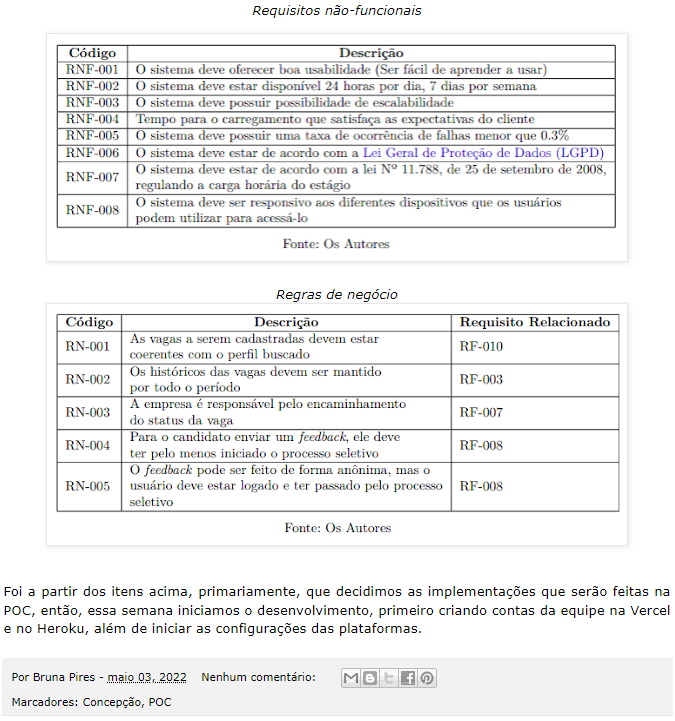 Requisitos não-funcionais
Código Descrição
RNF-001 O sistema deve oferecer boa usabilidade (Ser fácil de aprender a usar)
RNF-002 O sistema deve estar disponível 24 horas por dia, 7 dias por semana
RNF-003 O sistema deve possuir possibilidade de escalabilidade
RNF-004 Tempo para o carregamento que satisfaça as expectativas do cliente
RNF-005 O sistema deve possuir uma taxa de ocorrência de falhas menor que 0.3%
RNF-006 O sistema deve estar de acordo com a Lei Geral de Proteção de Dados (LGPD)
RNF-007 O sistema deve estar de acordo com a lei Nº 11.788, de 25 de setembro de 2008,
regulando a carga horária do estágio
RNF-008 O sistema deve ser responsivo aos diferentes dispositivos que os usuários
podem utilizar para acessá-lo
Fonte: Os Autores
Regras de negócio
Código Descrição Requisito Relacionado
RN-001 As vagas a serem cadastradas devem estar
coerentes com o perfil buscado RF-010
RN-002 Os históricos das vagas devem ser mantido
por todo o período RF-003
RN-003 A empresa é responsável pelo encaminhamento
do status da vaga RF-007
RN-004 Para o candidato enviar um feedback, ele deve
ter pelo menos iniciado o processo seletivo RF-008
RN-005 O feedback pode ser feito de forma anônima, mas o
usuário deve estar logado e ter passado pelo processo RF-008
seletivo
Fonte: Os Autores
Foi a partir dos itens acima, primariamente, que decidimos as implementações que serão feitas na
POC, então, essa semana iniciamos o desenvolvimento, primeiro criando contas da equipe na Vercel
e no Heroku, além de iniciar as configurações das plataformas.
Por Bruna Pires - maio 03, 2022 Nenhum comentário:
Marcadores: Concepção, POC